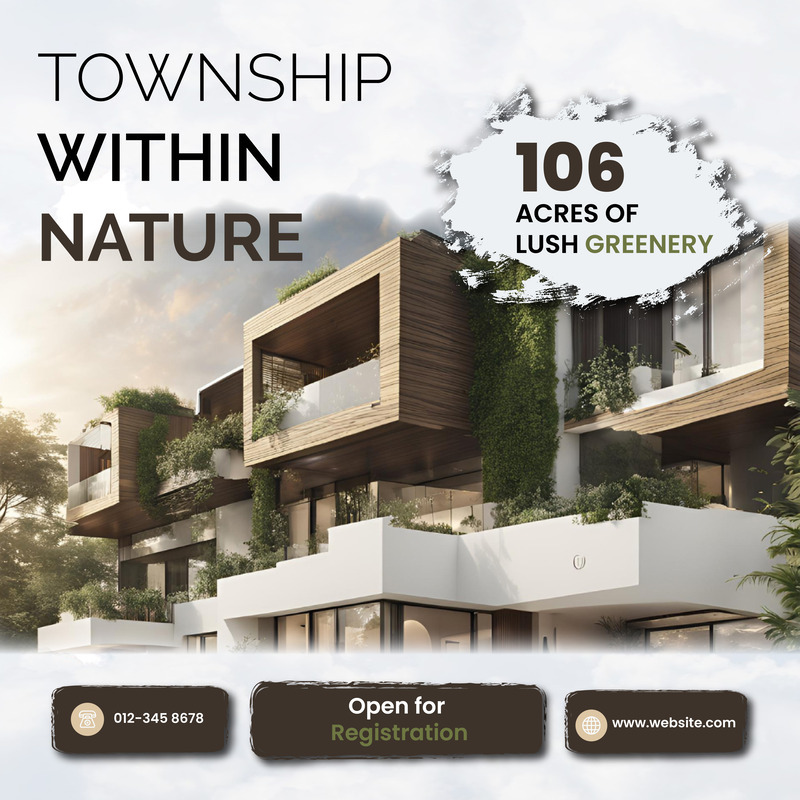 TOWNSHIP
WITHIN
NATURE
106
ACRES OF
LUSH GREENERY
012-345 8678
Open for
Registration
www.website.com